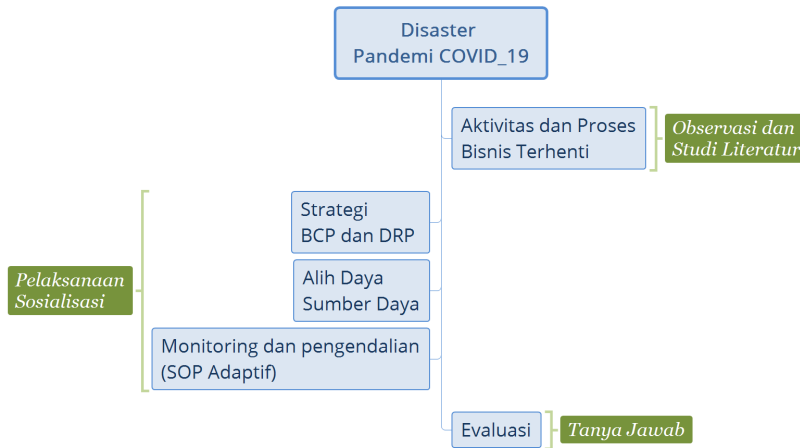 Disaster
Pandemi COVID_19
Aktivitas dan Proses
Bisnis Terhenti
Observasi dan
Studi Literatur
Strategi
BCP dan DRP
Alih Daya
Sumber Daya
Pelaksanaan
Sosialisasi
Monitoring dan pengendalian
(SOP Adaptif)
Evaluasi
Tanya Jawab